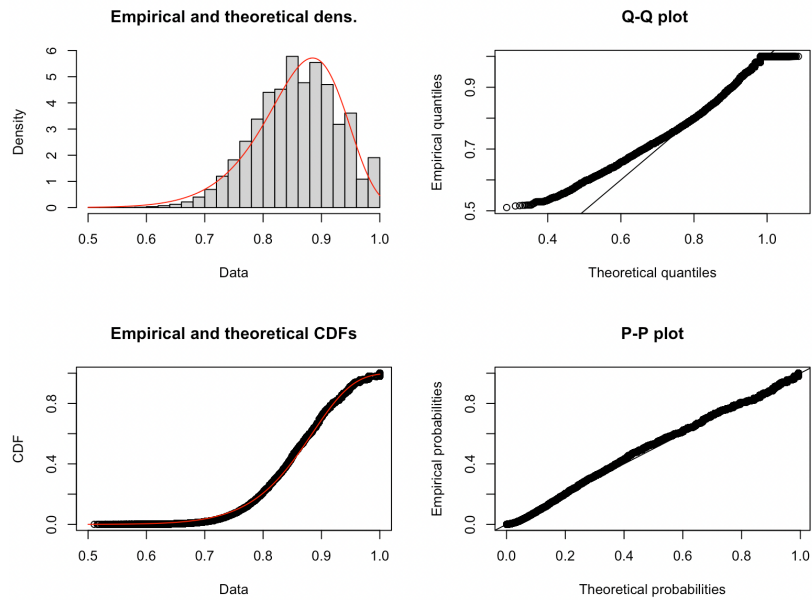 Empirical and theoretical dens.
Density
0 1 2 3 4 5 6
0.5 0.6 0.7 0.8 0.9 1.0
Data
Q-Q plot
Empirical quantiles
0.5 0.7 0.9
0.4 0.6 0.8 1.0
Theoretical quantiles
Empirical and theoretical CDFs
CDF
0.0 0.4 0.8
0.5 0.6 0.7 0.8 0.9 1.0
Data
P-P plot
Empirical probabilities
0.0 0.4 0.8
0.0 0.2 0.4 0.6 0.8 1.0
Theoretical probabilities